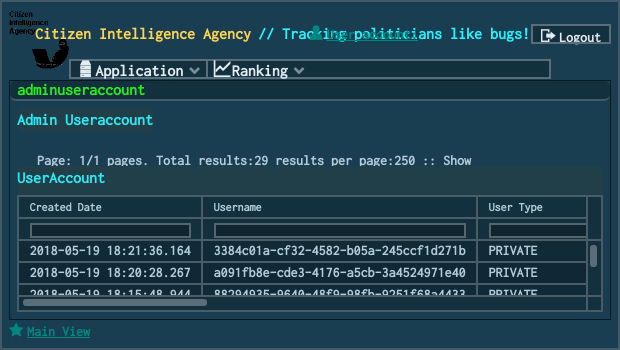 Citizen
Intelligence
Agency
Citizen Intelligence Agency // Tracking politicians like bugs!
Logout
Application
Ranking
adminuseraccount
Admin Useraccount
Page: 1/1 pages. Total results:29 results per page:250 :: Show
UserAccount
Created Date Username User Type
2018-05-19 18:21:36.164 3384c01a-cf32-4582-b05a-245ccf1d271b PRIVATE
2018-05-19 18:20:28.267 a091fb8e-cde3-4176-a5cb-3a4524971e40 PRIVATE
2018-05-19 18:15:48.944 88294935-9640-48f9-98fb-9251f68a4433 PRIVATE
Main View